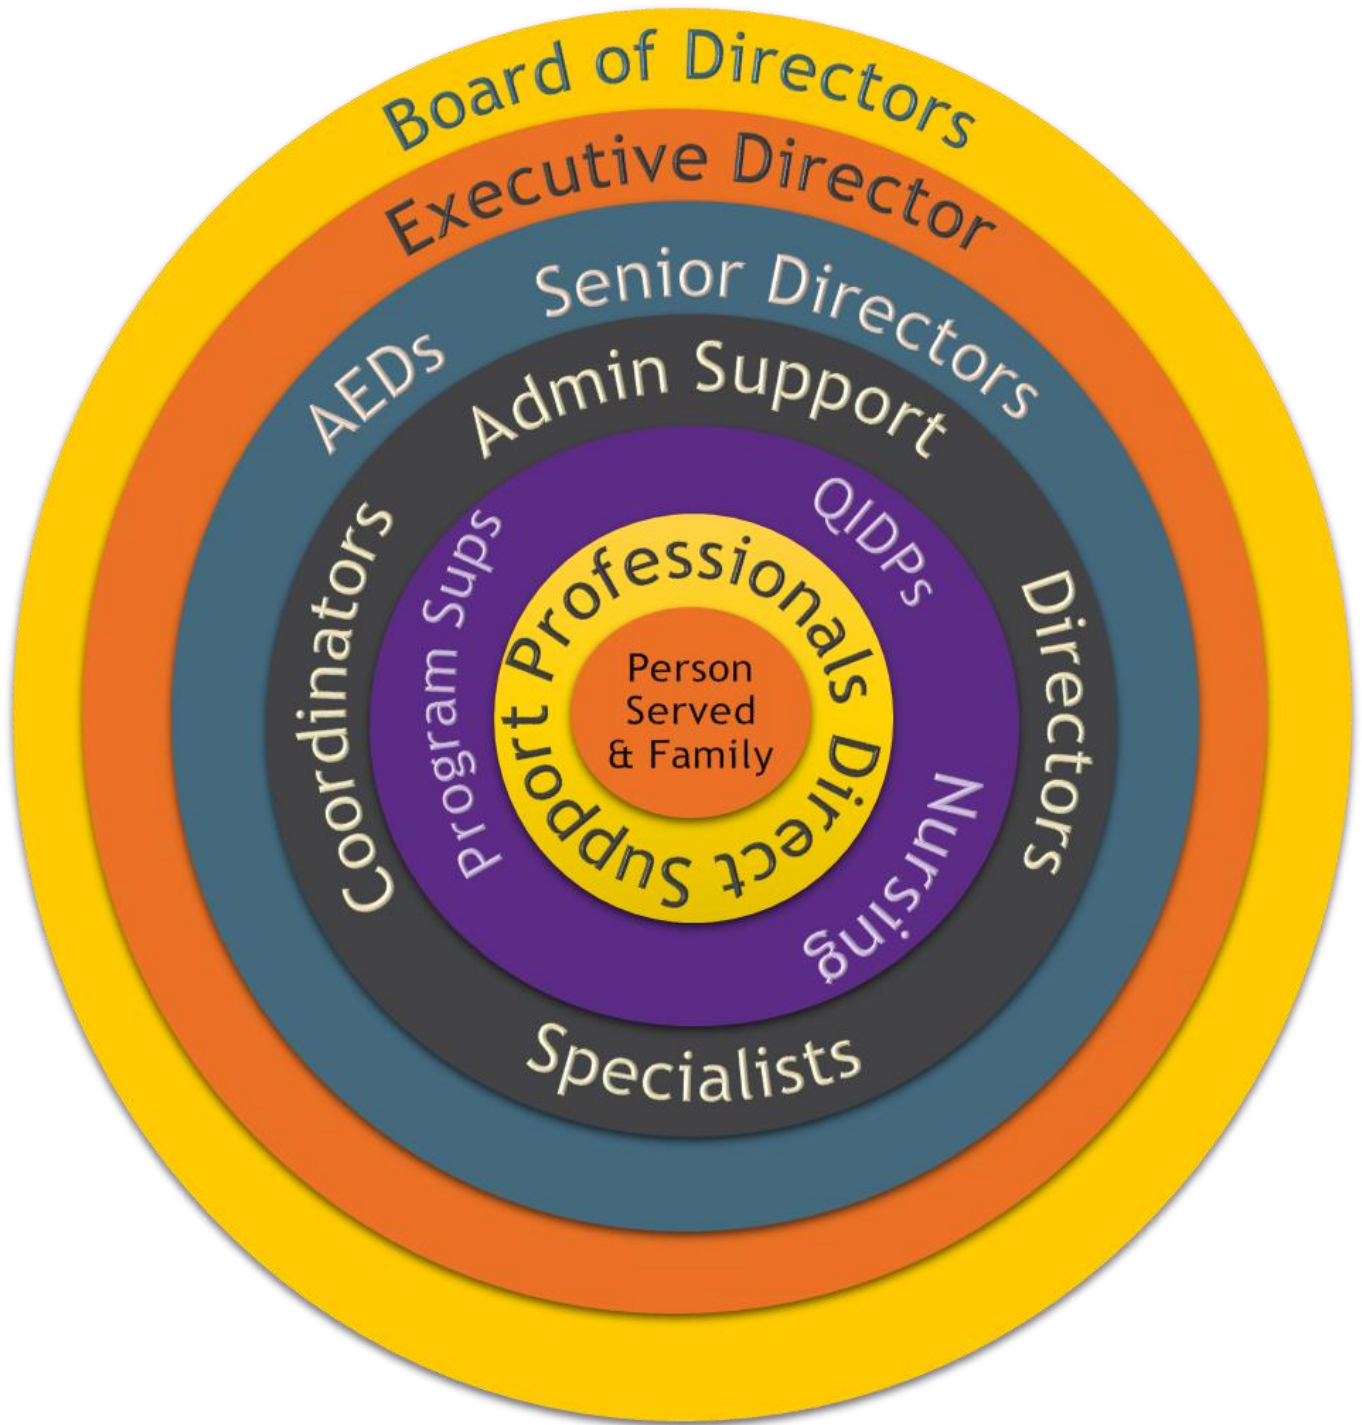 Board of Directors
Executive Director
AEDs
Senior Directors
Admin Support
Coordinators
Directors
Specialists
Program Sups
QIDPs
Nursing
Direct Support Professionals
Person
Served
& Family